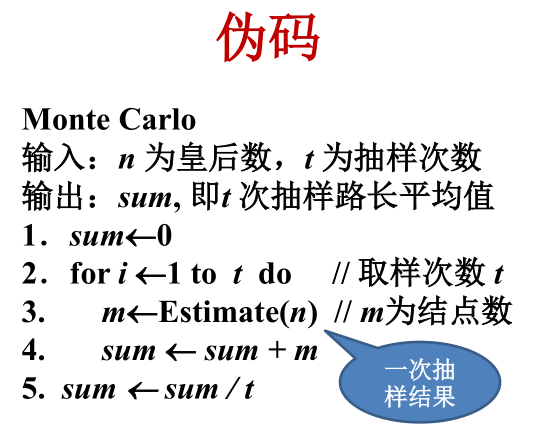 伪码
Monte Carlo
输入：n 为皇后数，t 为抽样次数
输出：sum, 即t 次抽样路长平均值
1. sum←0
2. for i ←1 to t do // 取样次数 t
3. m←Estimate(n) // m为结点数
4. sum ← sum + m
5. sum ← sum / t
一次抽
样结果